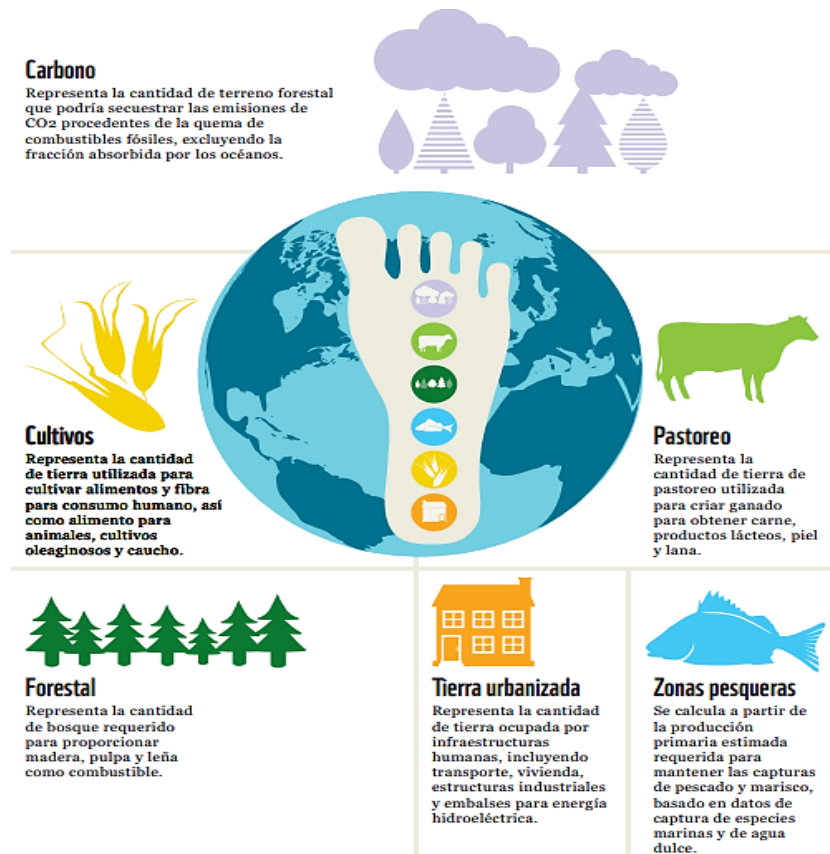 Carbono
Representa la cantidad de terreno forestal
que podría secuestrar las emisiones de
CO2 procedentes de la quema de
combustibles fósiles, excluyendo la
fracción absorbida por los océanos.
Cultivos
Representa la cantidad
de tierra utilizada para
cultivar alimentos y fibra
para consumo humano, así
como alimento para
animales, cultivos
oleaginosos y caucho.
Pastoreo
Representa la
cantidad de tierra de
pastoreo utilizada
para criar ganado
para obtener carne,
productos lácteos, piel
y lana.
Forestal
Representa la cantidad
de bosque requerido
para proporcionar
madera, pulpa y leña
como combustible.
Tierra urbanizada
Representa la cantidad
de tierra ocupada por
infraestructuras
humanas, incluyendo
transporte, vivienda,
estructuras industriales
y embalses para energía
hidroeléctrica.
Zonas pesqueras
Se calcula a partir de
la producción
primaria estimada
requerida para
mantener las capturas
de pescado y marisco,
basado en datos de
captura de especies
marinas y de agua
dulce.